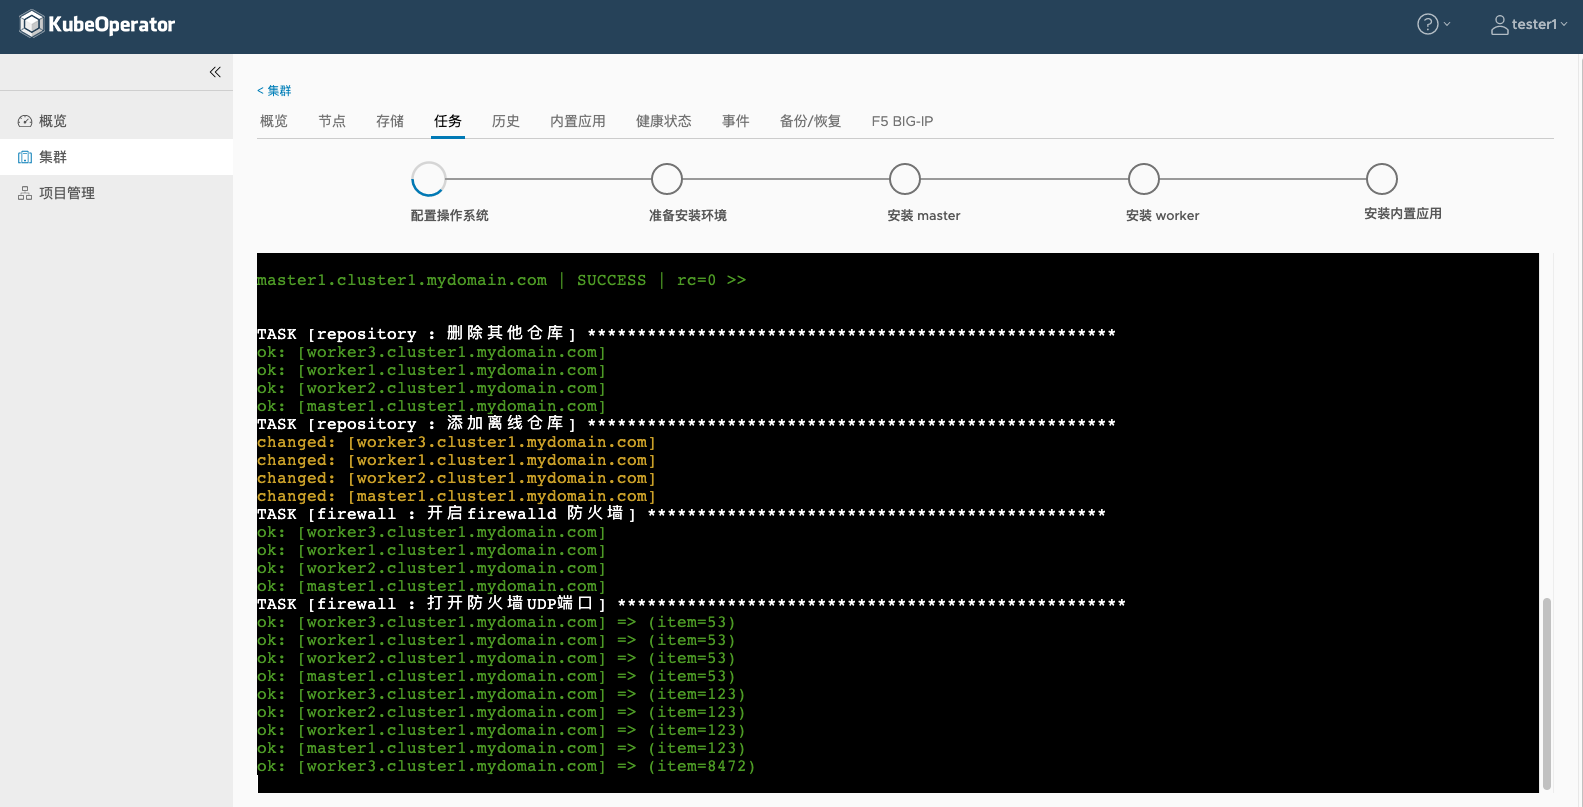 KubeOperator
tester1
< 集群
概览
集群
项目管理
概览 节点 存储 任务 历史 内置应用 健康状态 事件 备份/恢复 F5 BIG-IP
配置操作系统 准备安装环境 安装 master 安装 worker 安装内置应用
master1.cluster1.mydomain.com | SUCCESS | rc=0 >>
TASK [repository : 删除其他仓库] *****************************************************
ok: [worker3.cluster1.mydomain.com]
ok: [worker1.cluster1.mydomain.com]
ok: [worker2.cluster1.mydomain.com]
ok: [master1.cluster1.mydomain.com]
TASK [repository : 添加离线仓库] *****************************************************
changed: [worker3.cluster1.mydomain.com]
changed: [worker1.cluster1.mydomain.com]
changed: [worker2.cluster1.mydomain.com]
changed: [master1.cluster1.mydomain.com]
TASK [firewall : 开启firewalld 防火墙] **********************************************
ok: [worker3.cluster1.mydomain.com]
ok: [worker1.cluster1.mydomain.com]
ok: [worker2.cluster1.mydomain.com]
ok: [master1.cluster1.mydomain.com]
TASK [firewall : 打开防火墙UDP端口] ***************************************************
ok: [worker3.cluster1.mydomain.com] => (item=53)
ok: [worker1.cluster1.mydomain.com] => (item=53)
ok: [worker2.cluster1.mydomain.com] => (item=53)
ok: [master1.cluster1.mydomain.com] => (item=53)
ok: [worker3.cluster1.mydomain.com] => (item=123)
ok: [worker2.cluster1.mydomain.com] => (item=123)
ok: [worker1.cluster1.mydomain.com] => (item=123)
ok: [master1.cluster1.mydomain.com] => (item=123)
ok: [worker3.cluster1.mydomain.com] => (item=8472)